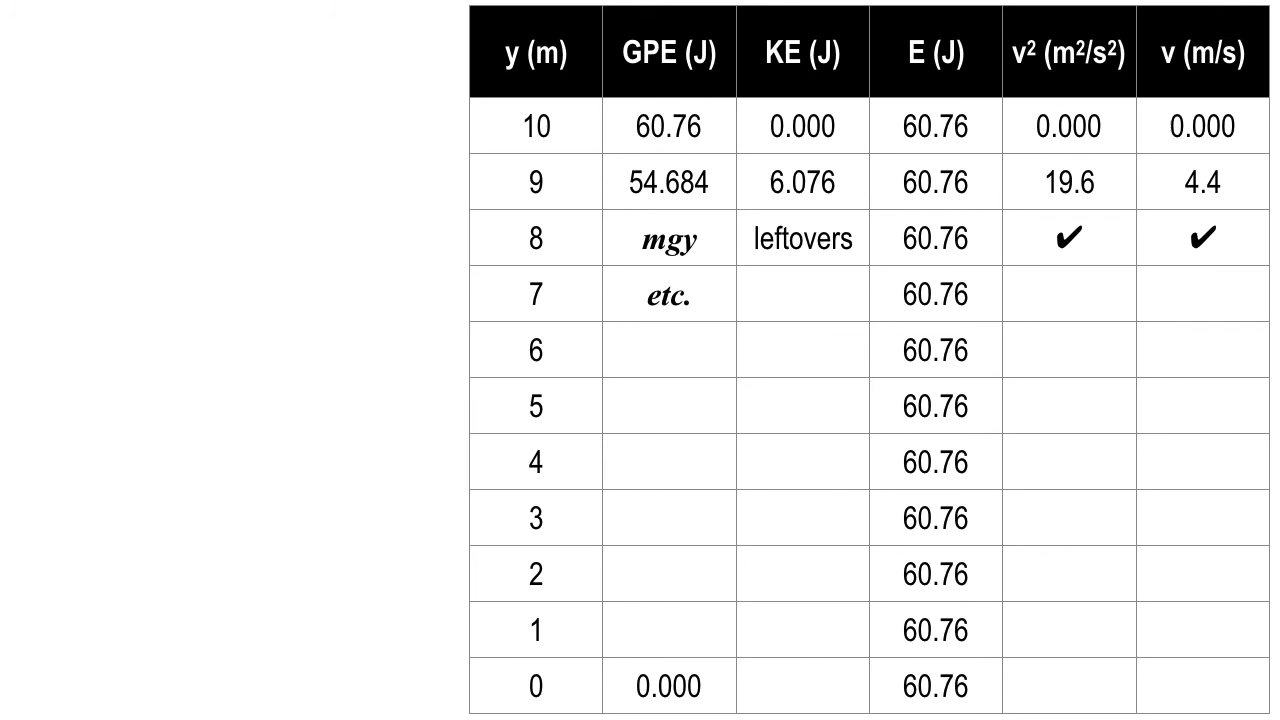 y (m) GPE (J) KE (J) E (J) v² (m²/s²) v (m/s)
10 60.76 0.000 60.76 0.000 0.000
9 54.684 6.076 60.76 19.6 4.4
8 mgy leftovers 60.76 ✔ ✔
7 etc. 60.76
6 60.76
5 60.76
4 60.76
3 60.76
2 60.76
1 60.76
0 0.000 60.76